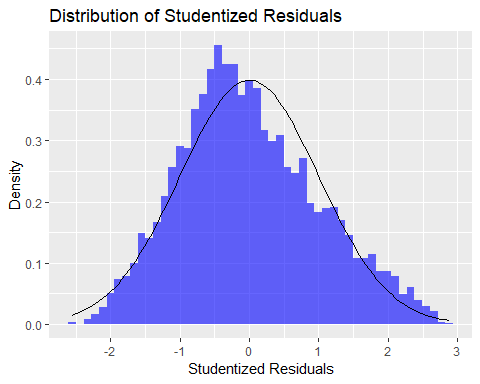 Distribution of Studentized Residuals
Density
0.4
0.3
0.2
0.1
0.0
-2 -1 0 1 2 3
Studentized Residuals